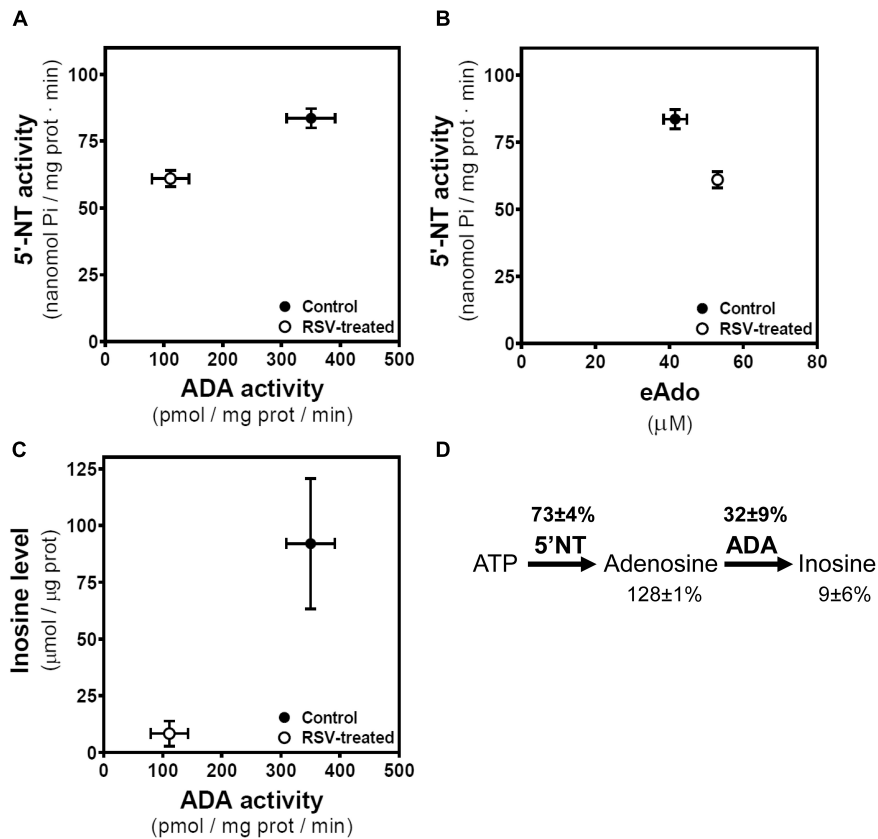 A
5'-NT activity
(nanomol Pi / mg prot · min)
100
75
50
25
0
0 100 200 300 400 500
Control
RSV-treated
ADA activity
(pmol / mg prot / min)
B
5'-NT activity
(nanomol Pi / mg prot · min)
100
75
50
25
0
0 20 40 60 80
Control
RSV-treated
eAdo
(μM)
C
Inosine level
(μmol / μg prot)
125
100
75
50
25
0
0 100 200 300 400 500
Control
RSV-treated
ADA activity
(pmol / mg prot / min)
D
73±4% 32±9%
5’NT ADA
ATP Adenosine Inosine
128±1% 9±6%